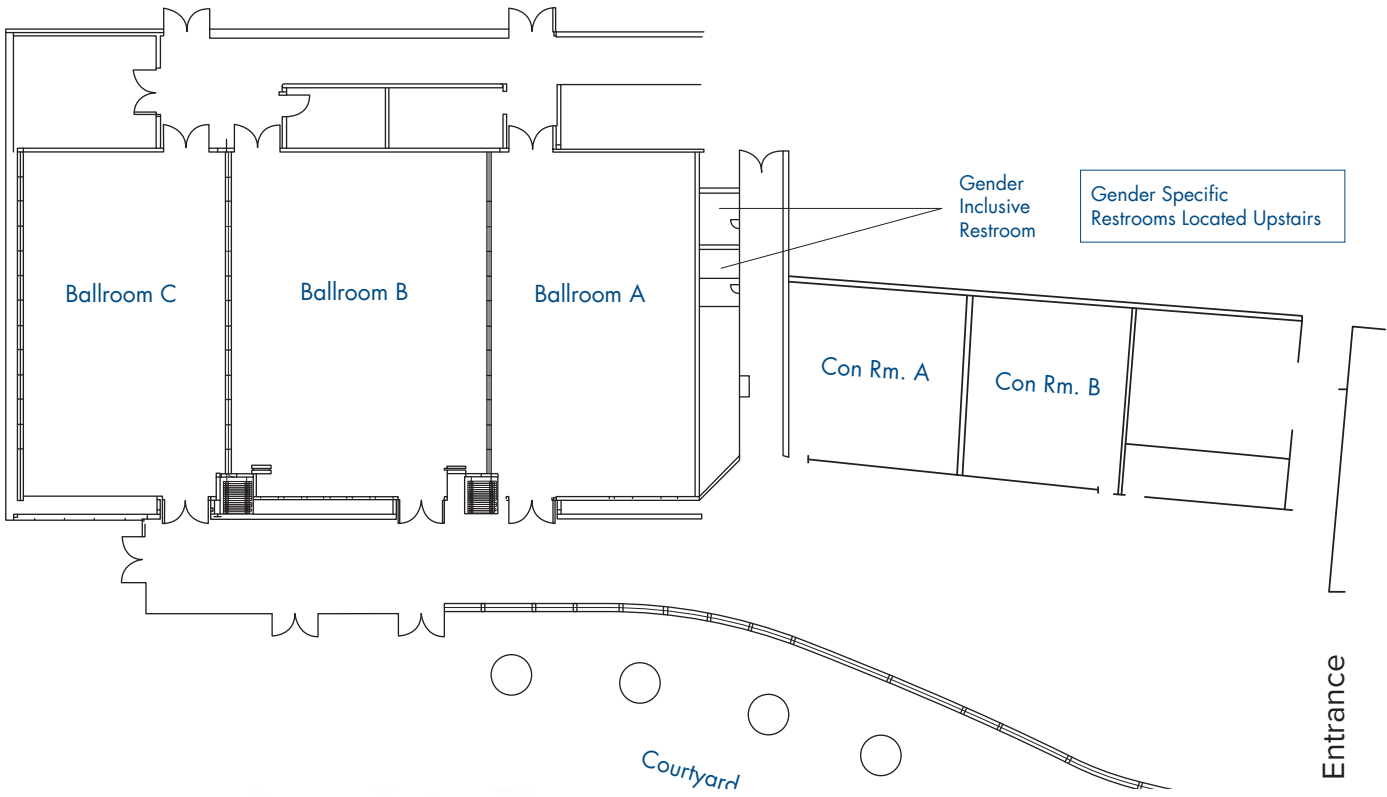 Gender
Inclusive
Restroom
Gender Specific
Restrooms Located Upstairs
Ballroom C
Ballroom B
Ballroom A
Con Rm. A
Con Rm. B
Entrance
Courtyard